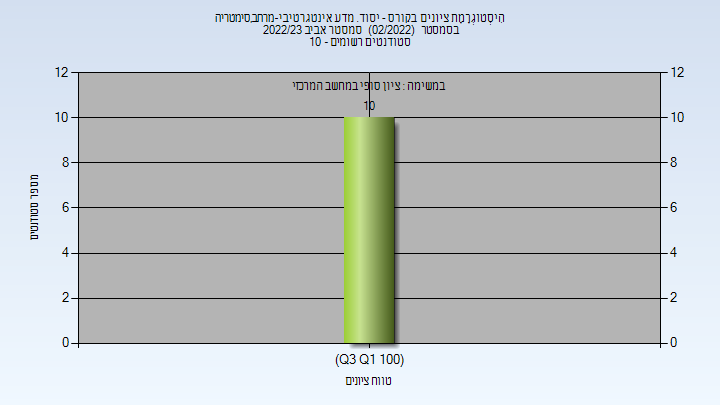 היסטוגרמת ציונים בקורס - יסוד. מדע אינטגרטיבי-מרחב,סימטריה
בסמסטר (02/2022) סמסטר אביב 2022/23
סטודנטים רשומים - 10
במשימה : ציון סופי במחשב המרכזי
10
12 12
10 10
8 8
6 6
4 4
2 2
0 0
מספר סטודנטים
(Q3 Q1 100)
טווח ציונים